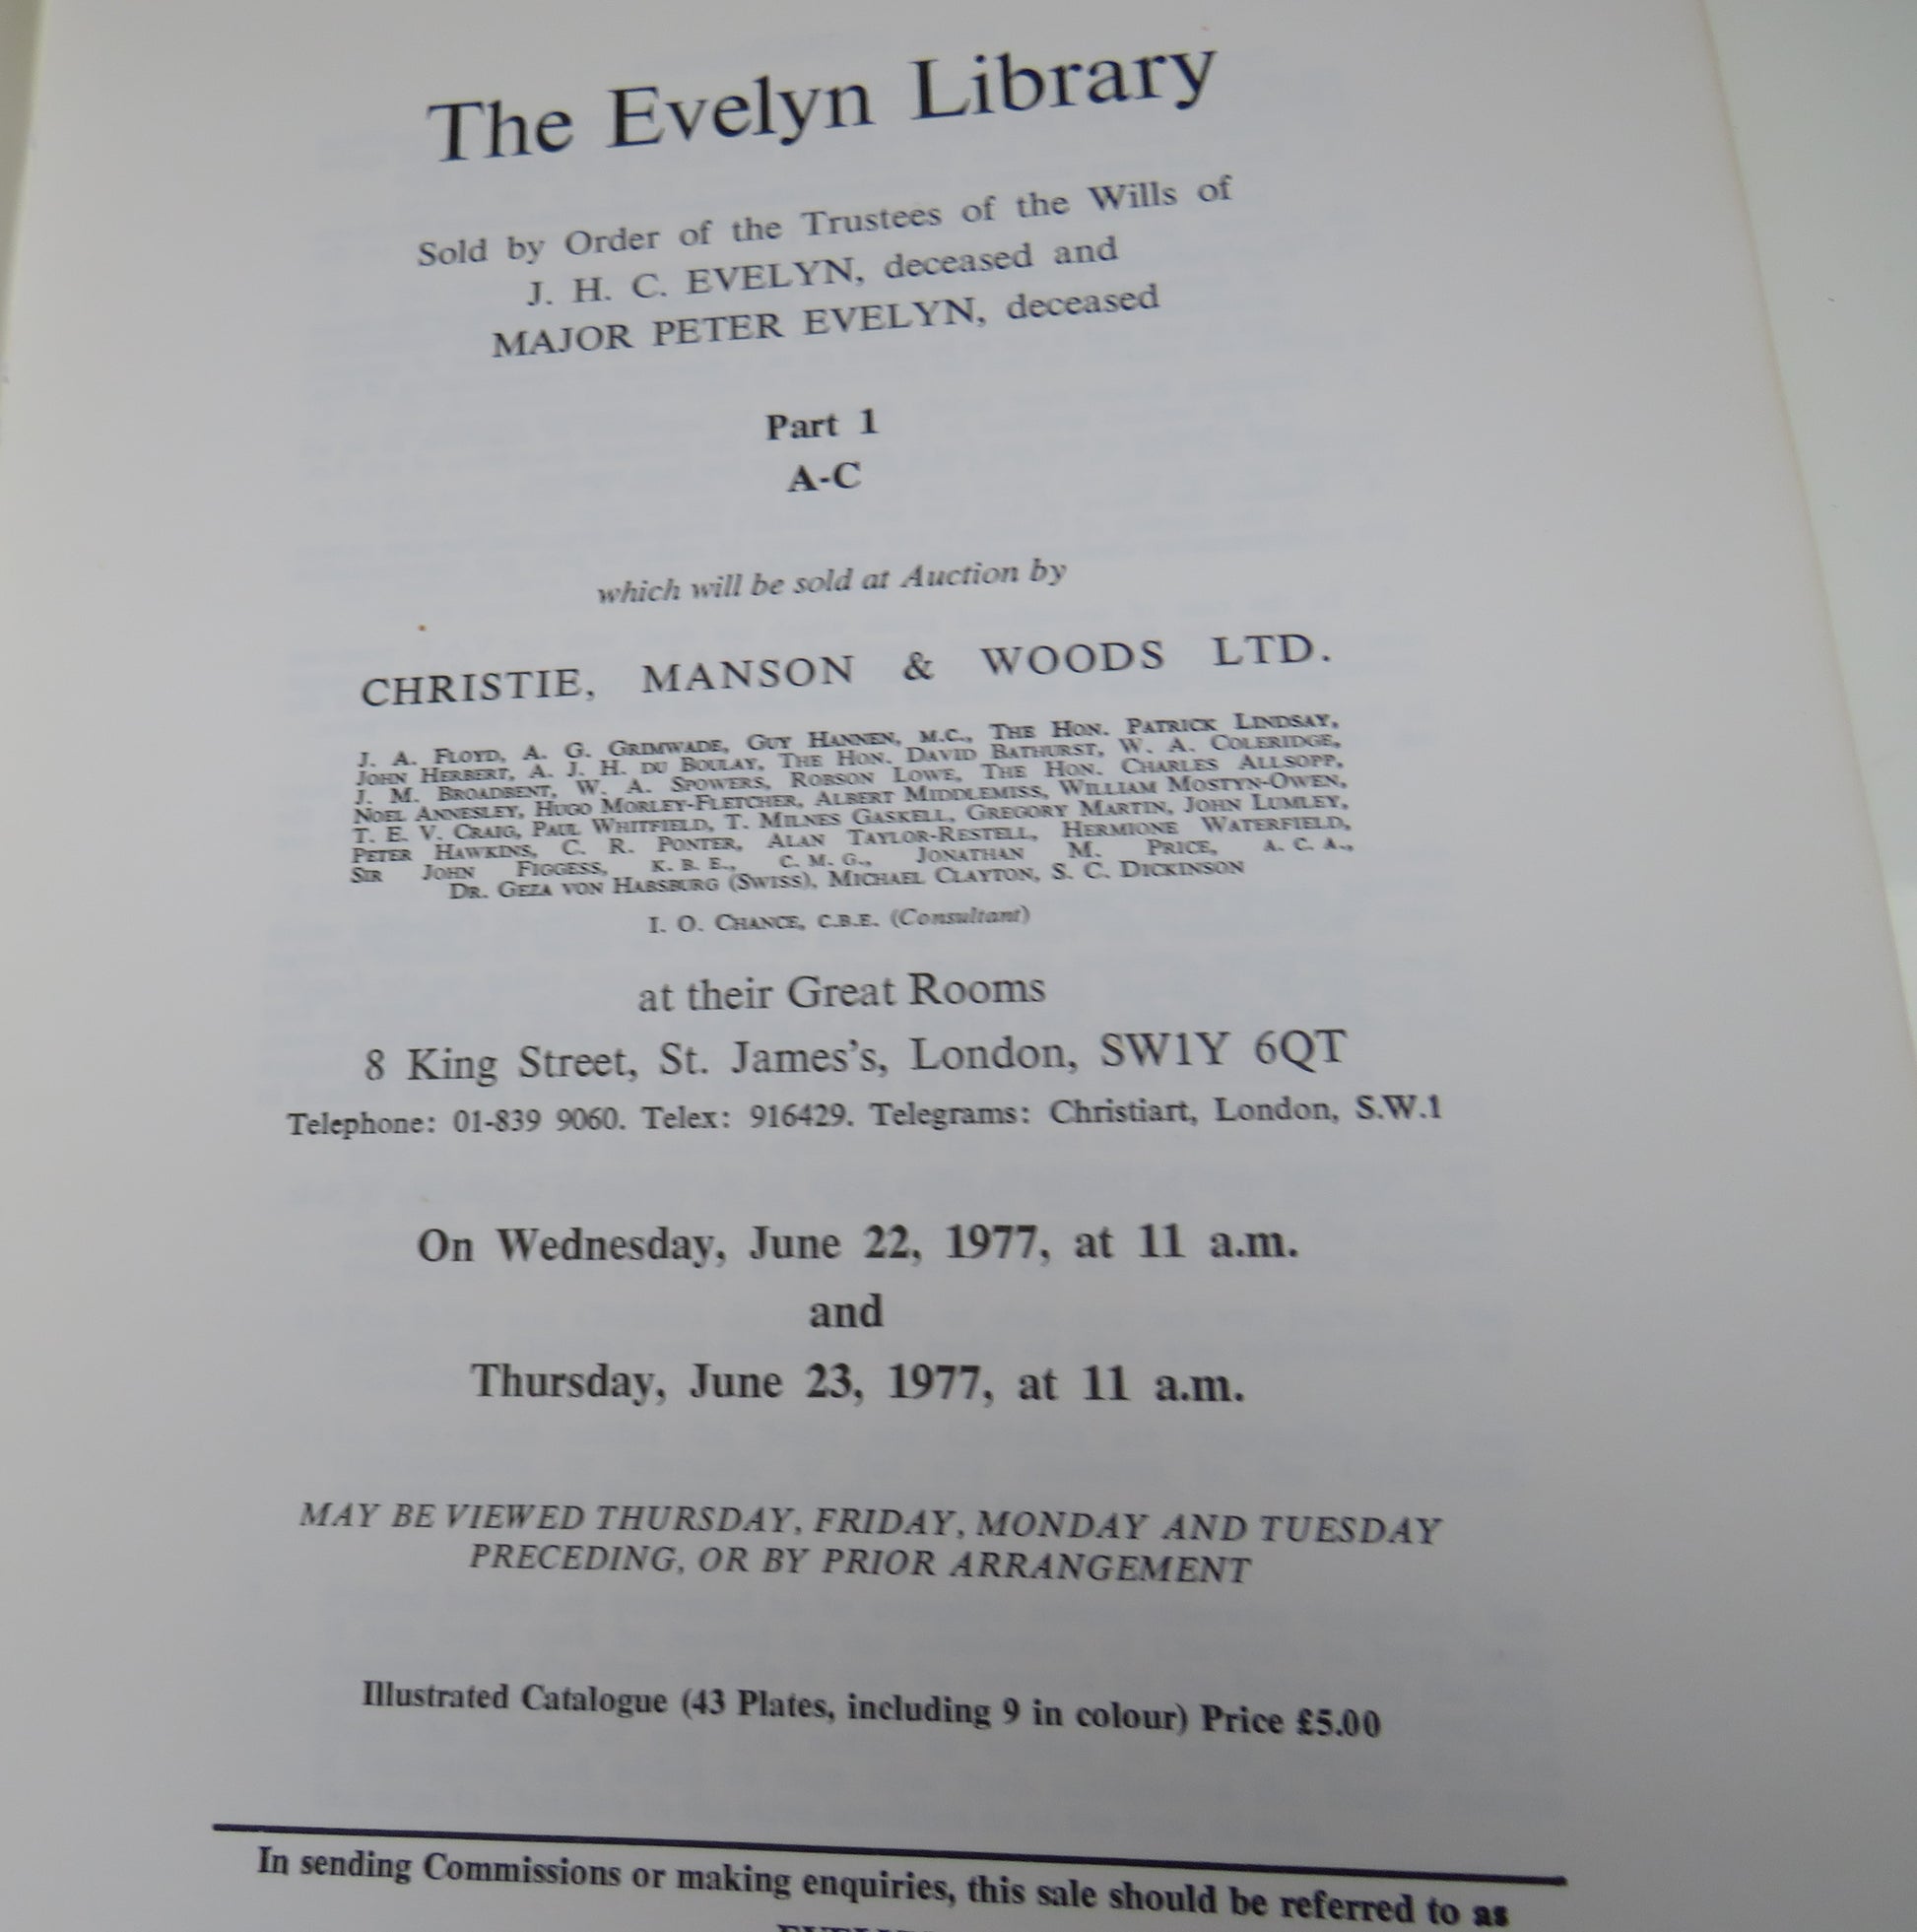 The Evelyn Library
Sold by Order of the Trustees of the Wills of
J. H. C. EVELYN, deceased and
MAJOR PETER EVELYN, deceased
Part 1
A-C
which will be sold at Auction by
CHRISTIE, MANSON & WOODS LTD.
J. A. FLOYD, A. G. GRIMWADE, GUY HANNEN, M.C., THE HON. PATRICK LINDSAY,
JOHN HERBERT, A. J. H. DU BOULAY, THE HON. DAVID BATHURST, W. A. COLERIDGE,
J. M. BROADBENT, W. A. SPOWERS, ROBSON LOWE, THE HON. CHARLES ALLSOPP,
NOEL ANNESLEY, HUGO MORLEY-FLETCHER, ALBERT MIDDLEMISS, WILLIAM MOSTYN-OWEN,
T. E. V. CRAIG, PAUL WHITFIELD, T. MILNES GASKELL, GREGORY MARTIN, JOHN LUMLEY,
PETER HAWKINS, C. R. PONTER, ALAN TAYLOR-RESTELL, HERMIONE WATERFIELD,
SIR JOHN FIGGESS, K. B. E., C. M. G., JONATHAN M. PRICE, A. C. A.,
DR. GEZA VON HABSBURG (SWISS), MICHAEL CLAYTON, S. C. DICKINSON
I. O. CHANCE, C.B.E. (Consultant)
at their Great Rooms
8 King Street, St. James's, London, SW1Y 6QT
Telephone: 01-839 9060. Telex: 916429. Telegrams: Christiart, London, S.W.1
On Wednesday, June 22, 1977, at 11 a.m.
and
Thursday, June 23, 1977, at 11 a.m.
MAY BE VIEWED THURSDAY, FRIDAY, MONDAY AND TUESDAY
PRECEDING, OR BY PRIOR ARRANGEMENT
Illustrated Catalogue (43 Plates, including 9 in colour) Price £5.00
In sending Commissions or making enquiries, this sale should be referred to as